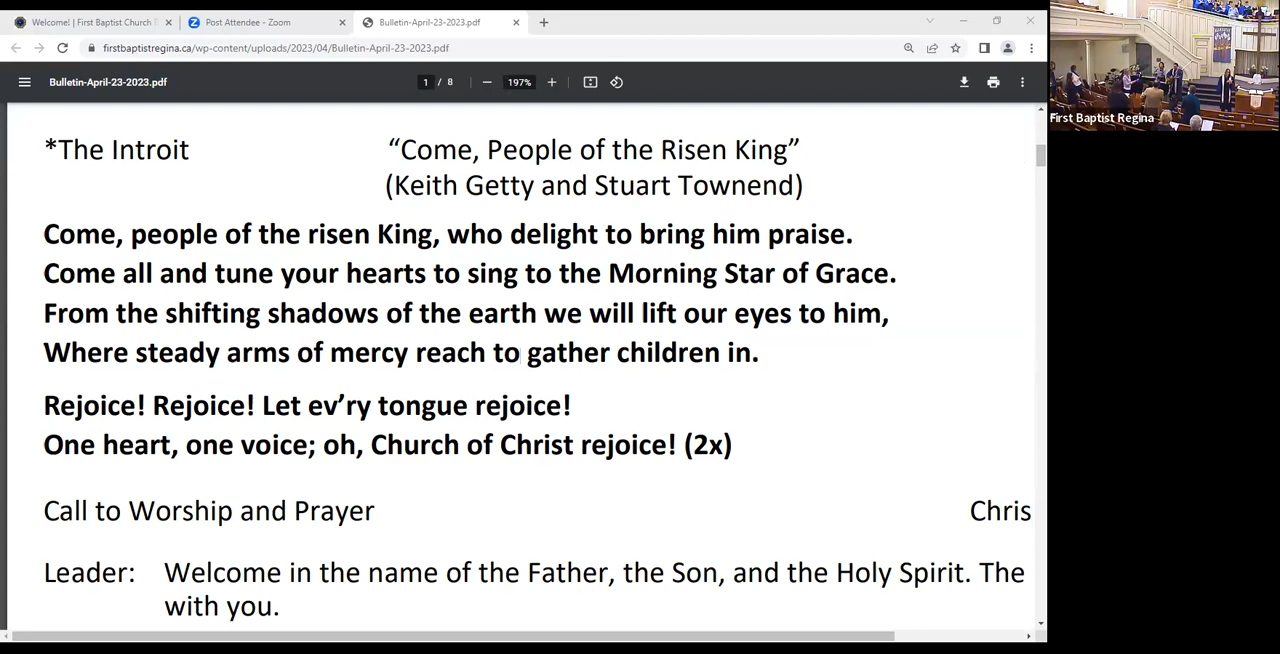 Welcome! | First Baptist Church
Post Attendee - Zoom
Bulletin-April-23-2023.pdf
firstbaptistregina.ca/wp-content/uploads/2023/04/Bulletin-April-23-2023.pdf
Bulletin-April-23-2023.pdf
1 / 8
197%
First Baptist Regina
*The Introit “Come, People of the Risen King”
(Keith Getty and Stuart Townend)
Come, people of the risen King, who delight to bring him praise.
Come all and tune your hearts to sing to the Morning Star of Grace.
From the shifting shadows of the earth we will lift our eyes to him,
Where steady arms of mercy reach to gather children in.
Rejoice! Rejoice! Let ev’ry tongue rejoice!
One heart, one voice; oh, Church of Christ rejoice! (2x)
Call to Worship and Prayer Chris
Leader: Welcome in the name of the Father, the Son, and the Holy Spirit. The
with you.